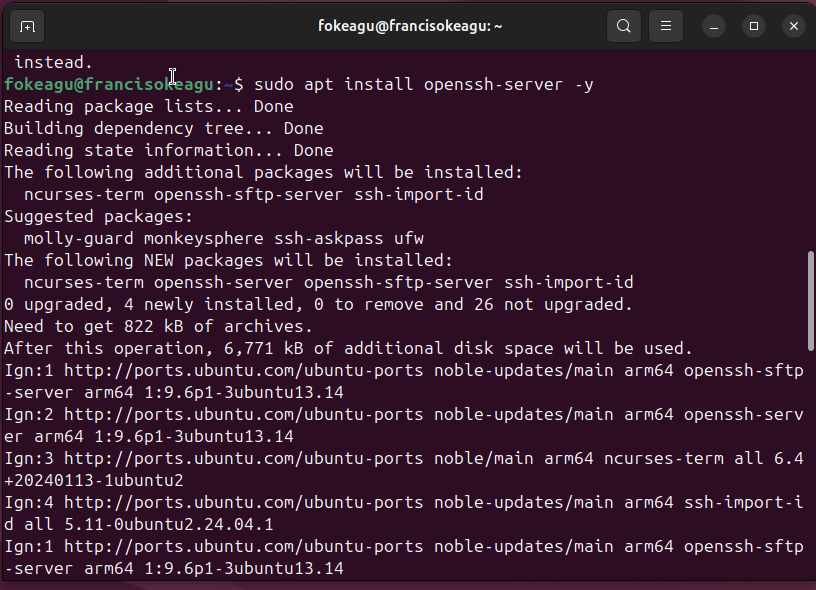 fokeagu@francisokeagu: ~
instead.
fokeagu@francisokeagu:~$ sudo apt install openssh-server -y
Reading package lists... Done
Building dependency tree... Done
Reading state information... Done
The following additional packages will be installed:
  ncurses-term openssh-sftp-server ssh-import-id
Suggested packages:
  molly-guard monkeysphere ssh-askpass ufw
The following NEW packages will be installed:
  ncurses-term openssh-server openssh-sftp-server ssh-import-id
0 upgraded, 4 newly installed, 0 to remove and 26 not upgraded.
Need to get 822 kB of archives.
After this operation, 6,771 kB of additional disk space will be used.
Ign:1 http://ports.ubuntu.com/ubuntu-ports noble-updates/main arm64 openssh-sftp
-server arm64 1:9.6p1-3ubuntu13.14
Ign:2 http://ports.ubuntu.com/ubuntu-ports noble-updates/main arm64 openssh-serv
er arm64 1:9.6p1-3ubuntu13.14
Ign:3 http://ports.ubuntu.com/ubuntu-ports noble/main arm64 ncurses-term all 6.4
+20240113-1ubuntu2
Ign:4 http://ports.ubuntu.com/ubuntu-ports noble-updates/main arm64 ssh-import-i
d all 5.11-0ubuntu2.24.04.1
Ign:1 http://ports.ubuntu.com/ubuntu-ports noble-updates/main arm64 openssh-sftp
-server arm64 1:9.6p1-3ubuntu13.14